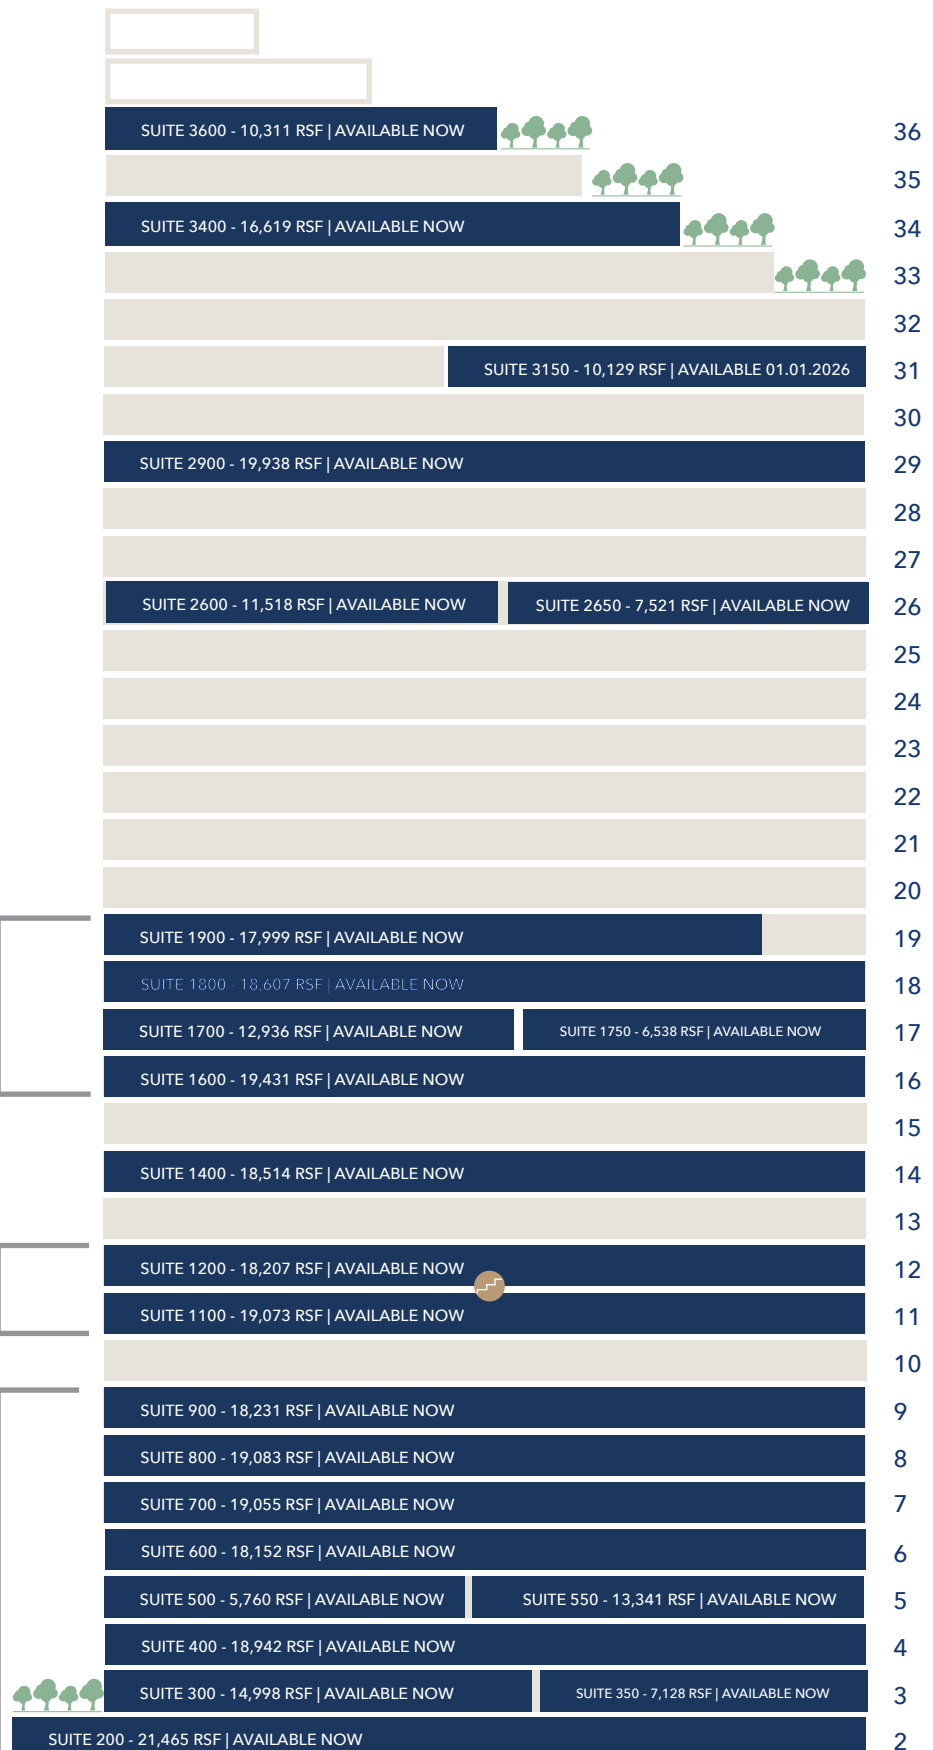 SUITE 3600 - 10,311 RSF | AVAILABLE NOW 36
35
SUITE 3400 - 16,619 RSF | AVAILABLE NOW 34
33
32
SUITE 3150 - 10,129 RSF | AVAILABLE 01.01.2026 31
30
SUITE 2900 - 19,938 RSF | AVAILABLE NOW 29
28
27
SUITE 2600 - 11,518 RSF | AVAILABLE NOW SUITE 2650 - 7,521 RSF | AVAILABLE NOW 26
25
24
23
22
21
20
SUITE 1900 - 17,999 RSF | AVAILABLE NOW 19
SUITE 1800 - 18,607 RSF | AVAILABLE NOW 18
SUITE 1700 - 12,936 RSF | AVAILABLE NOW SUITE 1750 - 6,538 RSF | AVAILABLE NOW 17
SUITE 1600 - 19,431 RSF | AVAILABLE NOW 16
15
SUITE 1400 - 18,514 RSF | AVAILABLE NOW 14
13
SUITE 1200 - 18,207 RSF | AVAILABLE NOW 12
SUITE 1100 - 19,073 RSF | AVAILABLE NOW 11
10
SUITE 900 - 18,231 RSF | AVAILABLE NOW 9
SUITE 800 - 19,083 RSF | AVAILABLE NOW 8
SUITE 700 - 19,055 RSF | AVAILABLE NOW 7
SUITE 600 - 18,152 RSF | AVAILABLE NOW 6
SUITE 500 - 5,760 RSF | AVAILABLE NOW SUITE 550 - 13,341 RSF | AVAILABLE NOW 5
SUITE 400 - 18,942 RSF | AVAILABLE NOW 4
SUITE 300 - 14,998 RSF | AVAILABLE NOW SUITE 350 - 7,128 RSF | AVAILABLE NOW 3
SUITE 200 - 21,465 RSF | AVAILABLE NOW 2